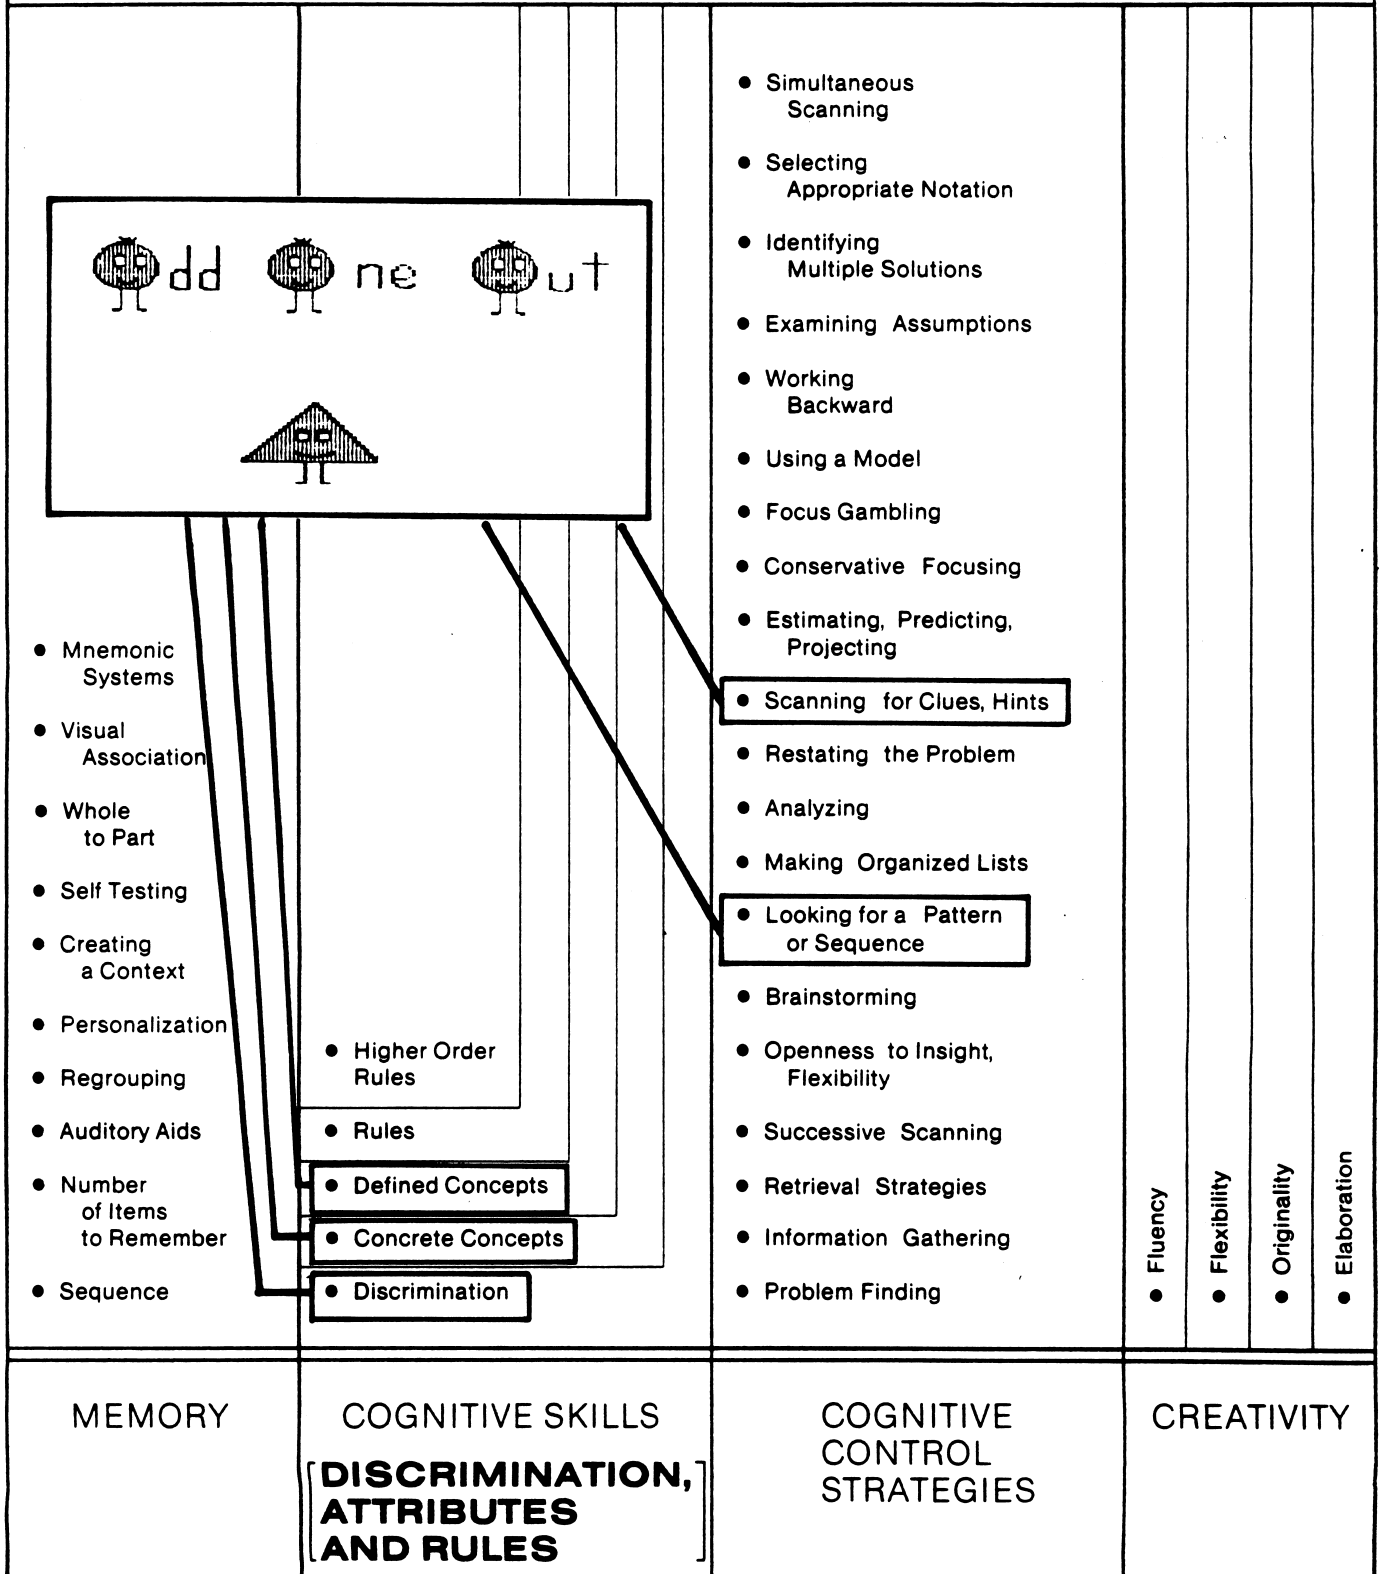 Odd One Out
Mnemonic
Systems
Visual
Association
Whole
to Part
Self Testing
Creating
a Context
Personalization
Regrouping
Auditory Aids
Number
of Items
to Remember
Sequence
Higher Order
Rules
Rules
Defined Concepts
Concrete Concepts
Discrimination
Simultaneous
Scanning
Selecting
Appropriate Notation
Identifying
Multiple Solutions
Examining Assumptions
Working
Backward
Using a Model
Focus Gambling
Conservative Focusing
Estimating, Predicting,
Projecting
Scanning for Clues, Hints
Restating the Problem
Analyzing
Making Organized Lists
Looking for a Pattern
or Sequence
Brainstorming
Openness to Insight,
Flexibility
Successive Scanning
Retrieval Strategies
Information Gathering
Problem Finding
Fluency
Flexibility
Originality
Elaboration
MEMORY
COGNITIVE SKILLS
[DISCRIMINATION,
ATTRIBUTES
AND RULES]
COGNITIVE
CONTROL
STRATEGIES
CREATIVITY